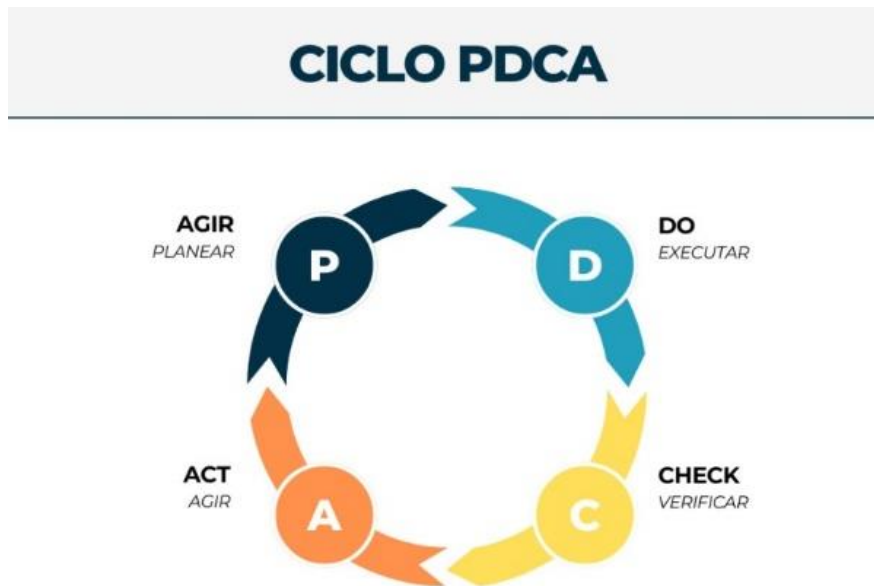 CICLO PDCA
AGIR
PLANEAR
P
D
DO
EXECUTAR
ACT
AGIR
A
C
CHECK
VERIFICAR